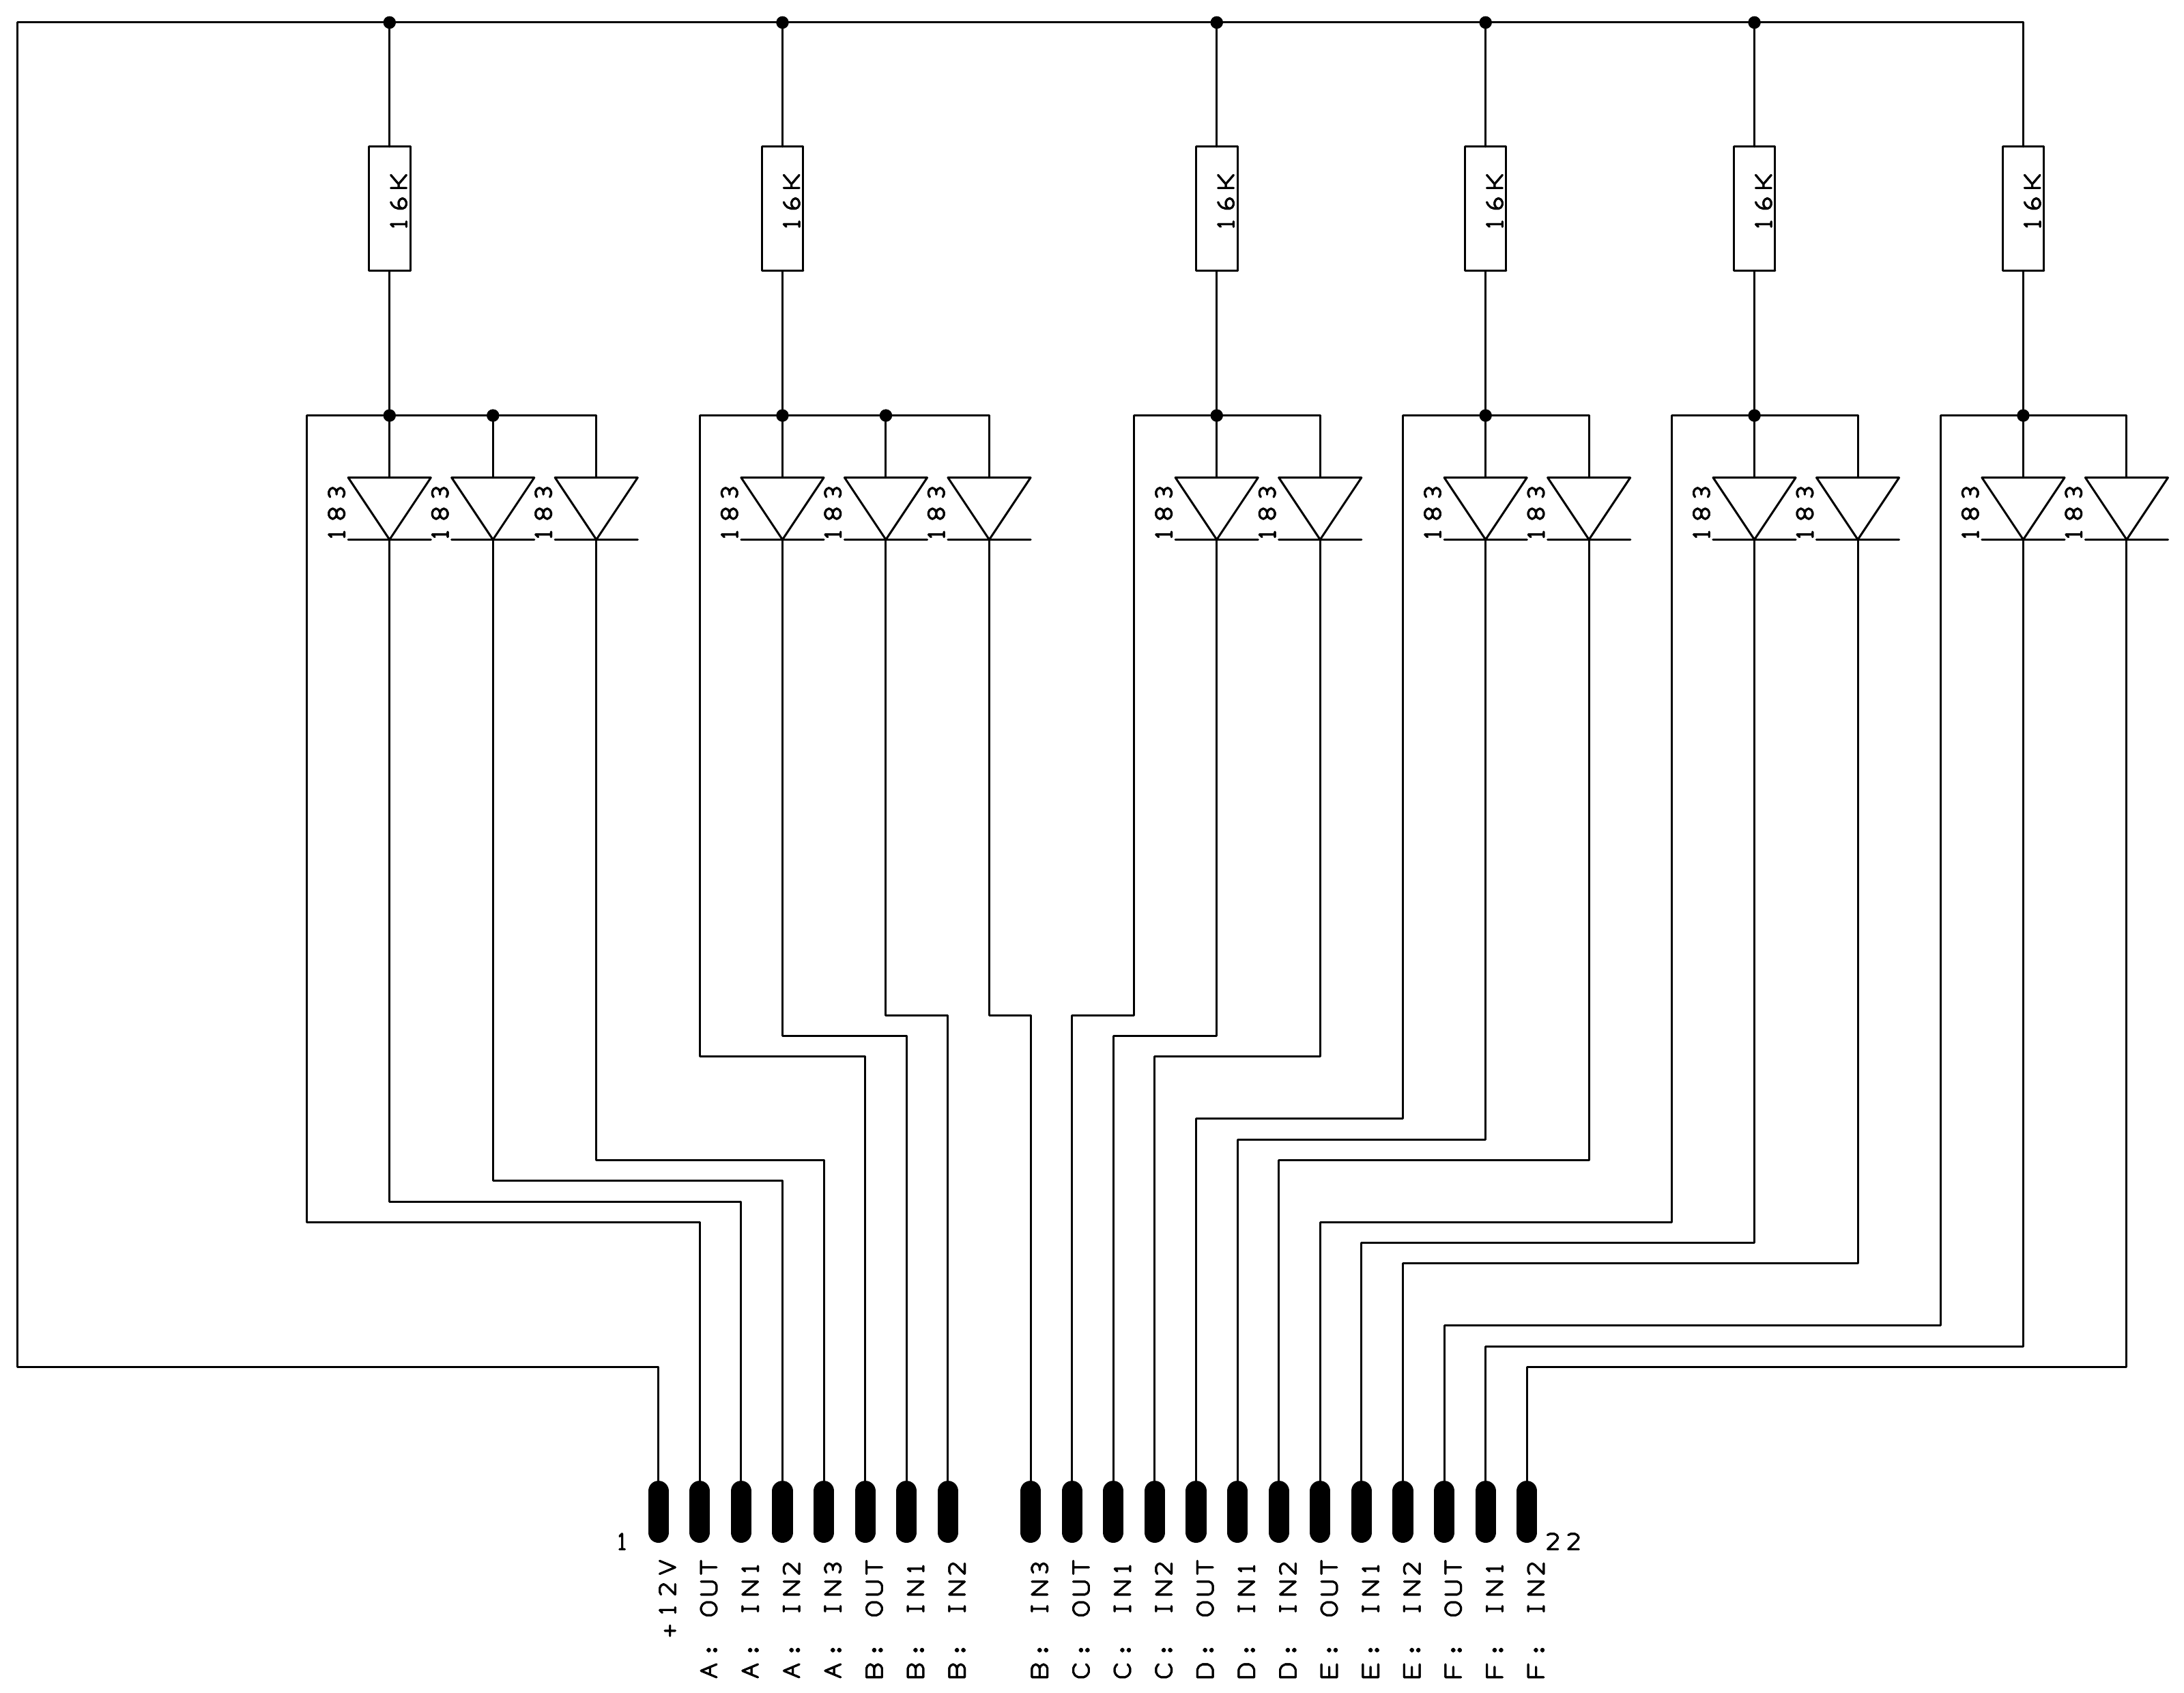 16K
16K
16K
16K
16K
16K
183
183
183
183
183
183
183
183
183
183
183
183
183
183
1
22
+12V
A: OUT
A: IN1
A: IN2
A: IN3
B: OUT
B: IN1
B: IN2
B: IN3
C: OUT
C: IN1
C: IN2
D: OUT
D: IN1
D: IN2
E: OUT
E: IN1
E: IN2
F: OUT
F: IN1
F: IN2